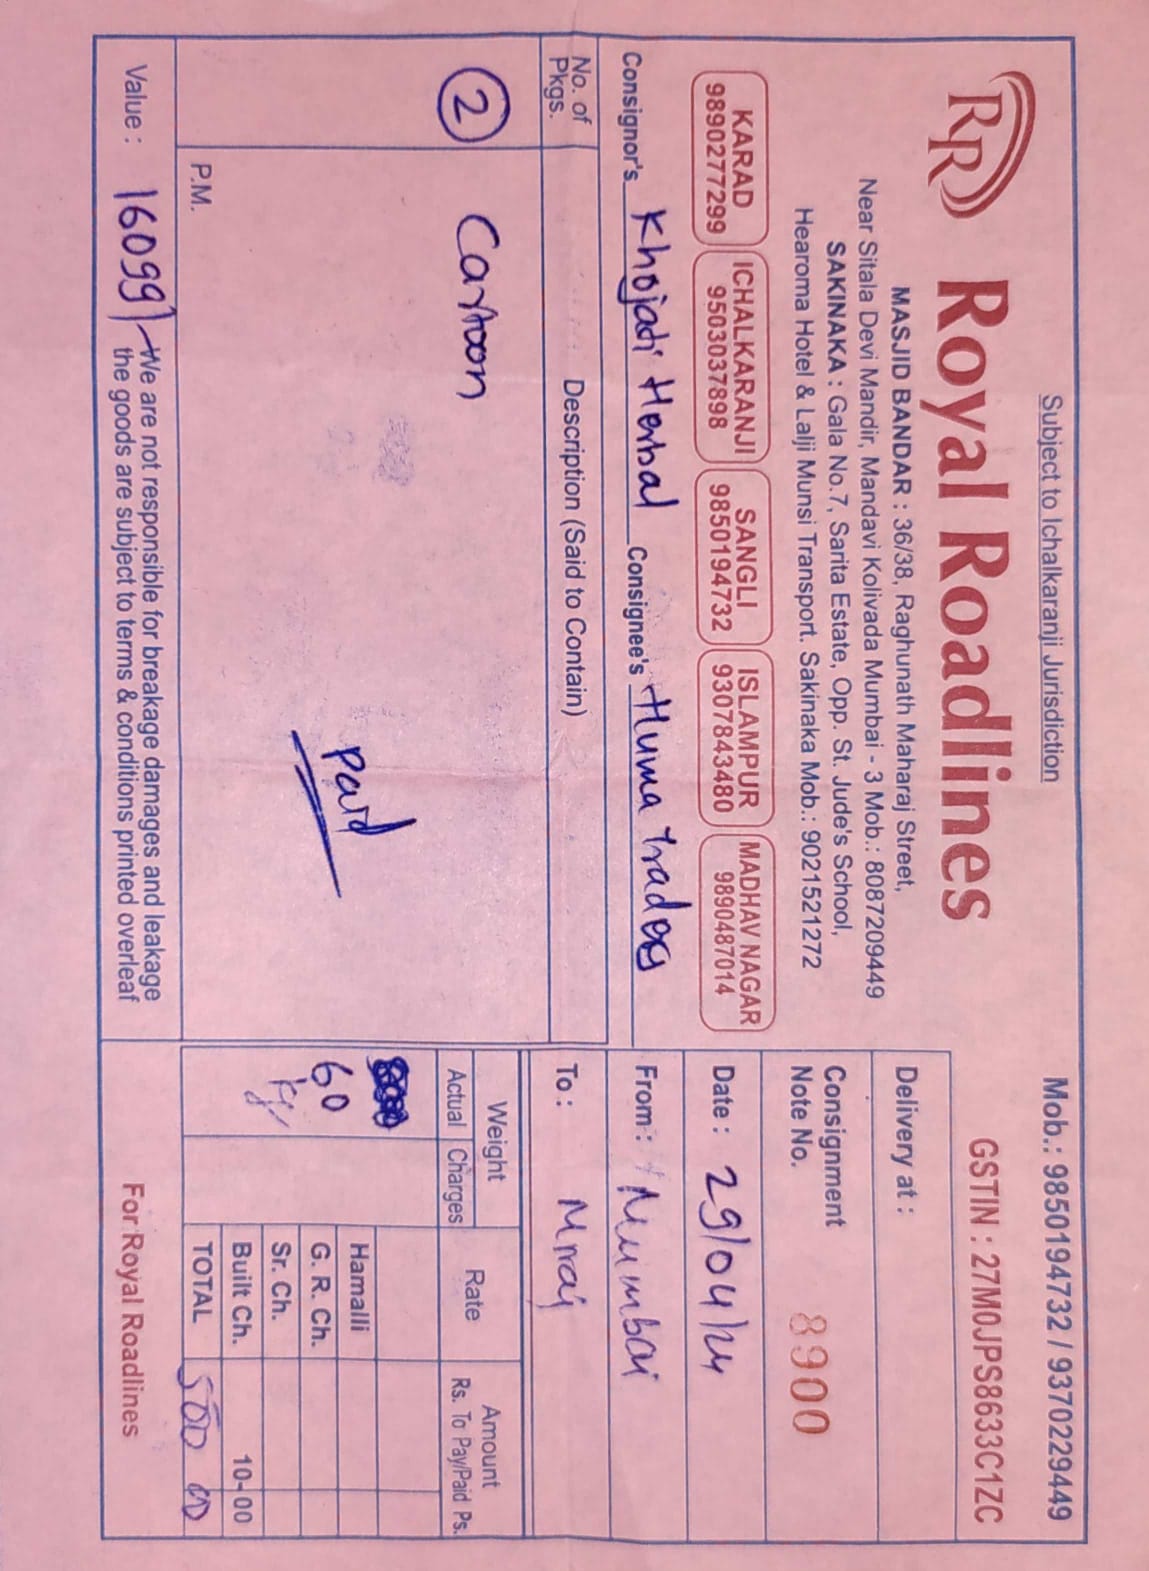 Subject to Ichalkaranji Jurisdiction
Mob.: 9850194732 / 9370229449
RR Royal Roadlines
GSTIN : 27M0JPS8633C1ZC
MASJID BANDAR : 36/38, Raghunath Maharaj Street,
Near Sitala Devi Mandir, Mandavi Kolivada Mumbai - 3 Mob.: 8087209449
SAKINAKA : Gala No.7, Sarita Estate, Opp. St. Jude's School,
Hearoma Hotel & Lalji Munsi Transport. Sakinaka Mob.: 9021521272
KARAD
9890277299
ICHALKARANJI
9503037898
SANGLI
9850194732
ISLAMPUR
9307843480
MADHAV NAGAR
9890487014
Delivery at :
Consignment
Note No. 8900
Date : 29/04/24
Consignor's Khojadi Herbal Consignee's Huma Traders
From : Mumbai
To : Miraj
No. of
Pkgs.
Description (Said to Contain)
2 Cartoon
Paid
P.M.
Weight
Actual Charges
Rate
Amount
Rs. To Pay/Paid Ps.
60
kg
Hamalli
G. R. Ch.
Sr. Ch.
Built Ch. 10-00
TOTAL 500 00
Value : 16099/-
We are not responsible for breakage damages and leakage
the goods are subject to terms & conditions printed overleaf
For Royal Roadlines